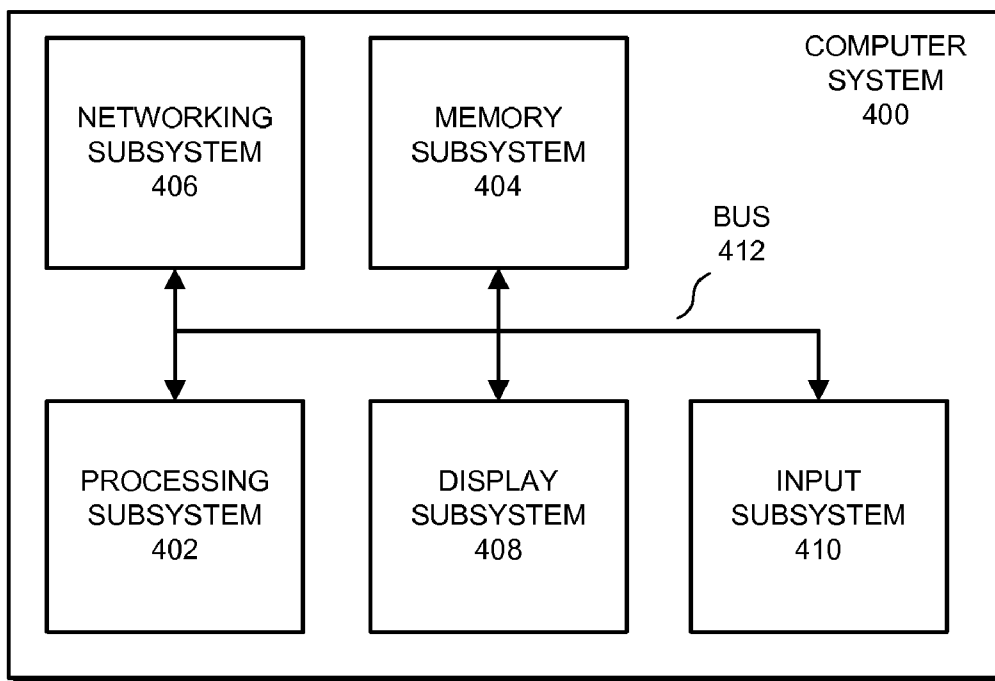 COMPUTER
SYSTEM
400
NETWORKING
SUBSYSTEM
406
MEMORY
SUBSYSTEM
404
BUS
412
PROCESSING
SUBSYSTEM
402
DISPLAY
SUBSYSTEM
408
INPUT
SUBSYSTEM
410